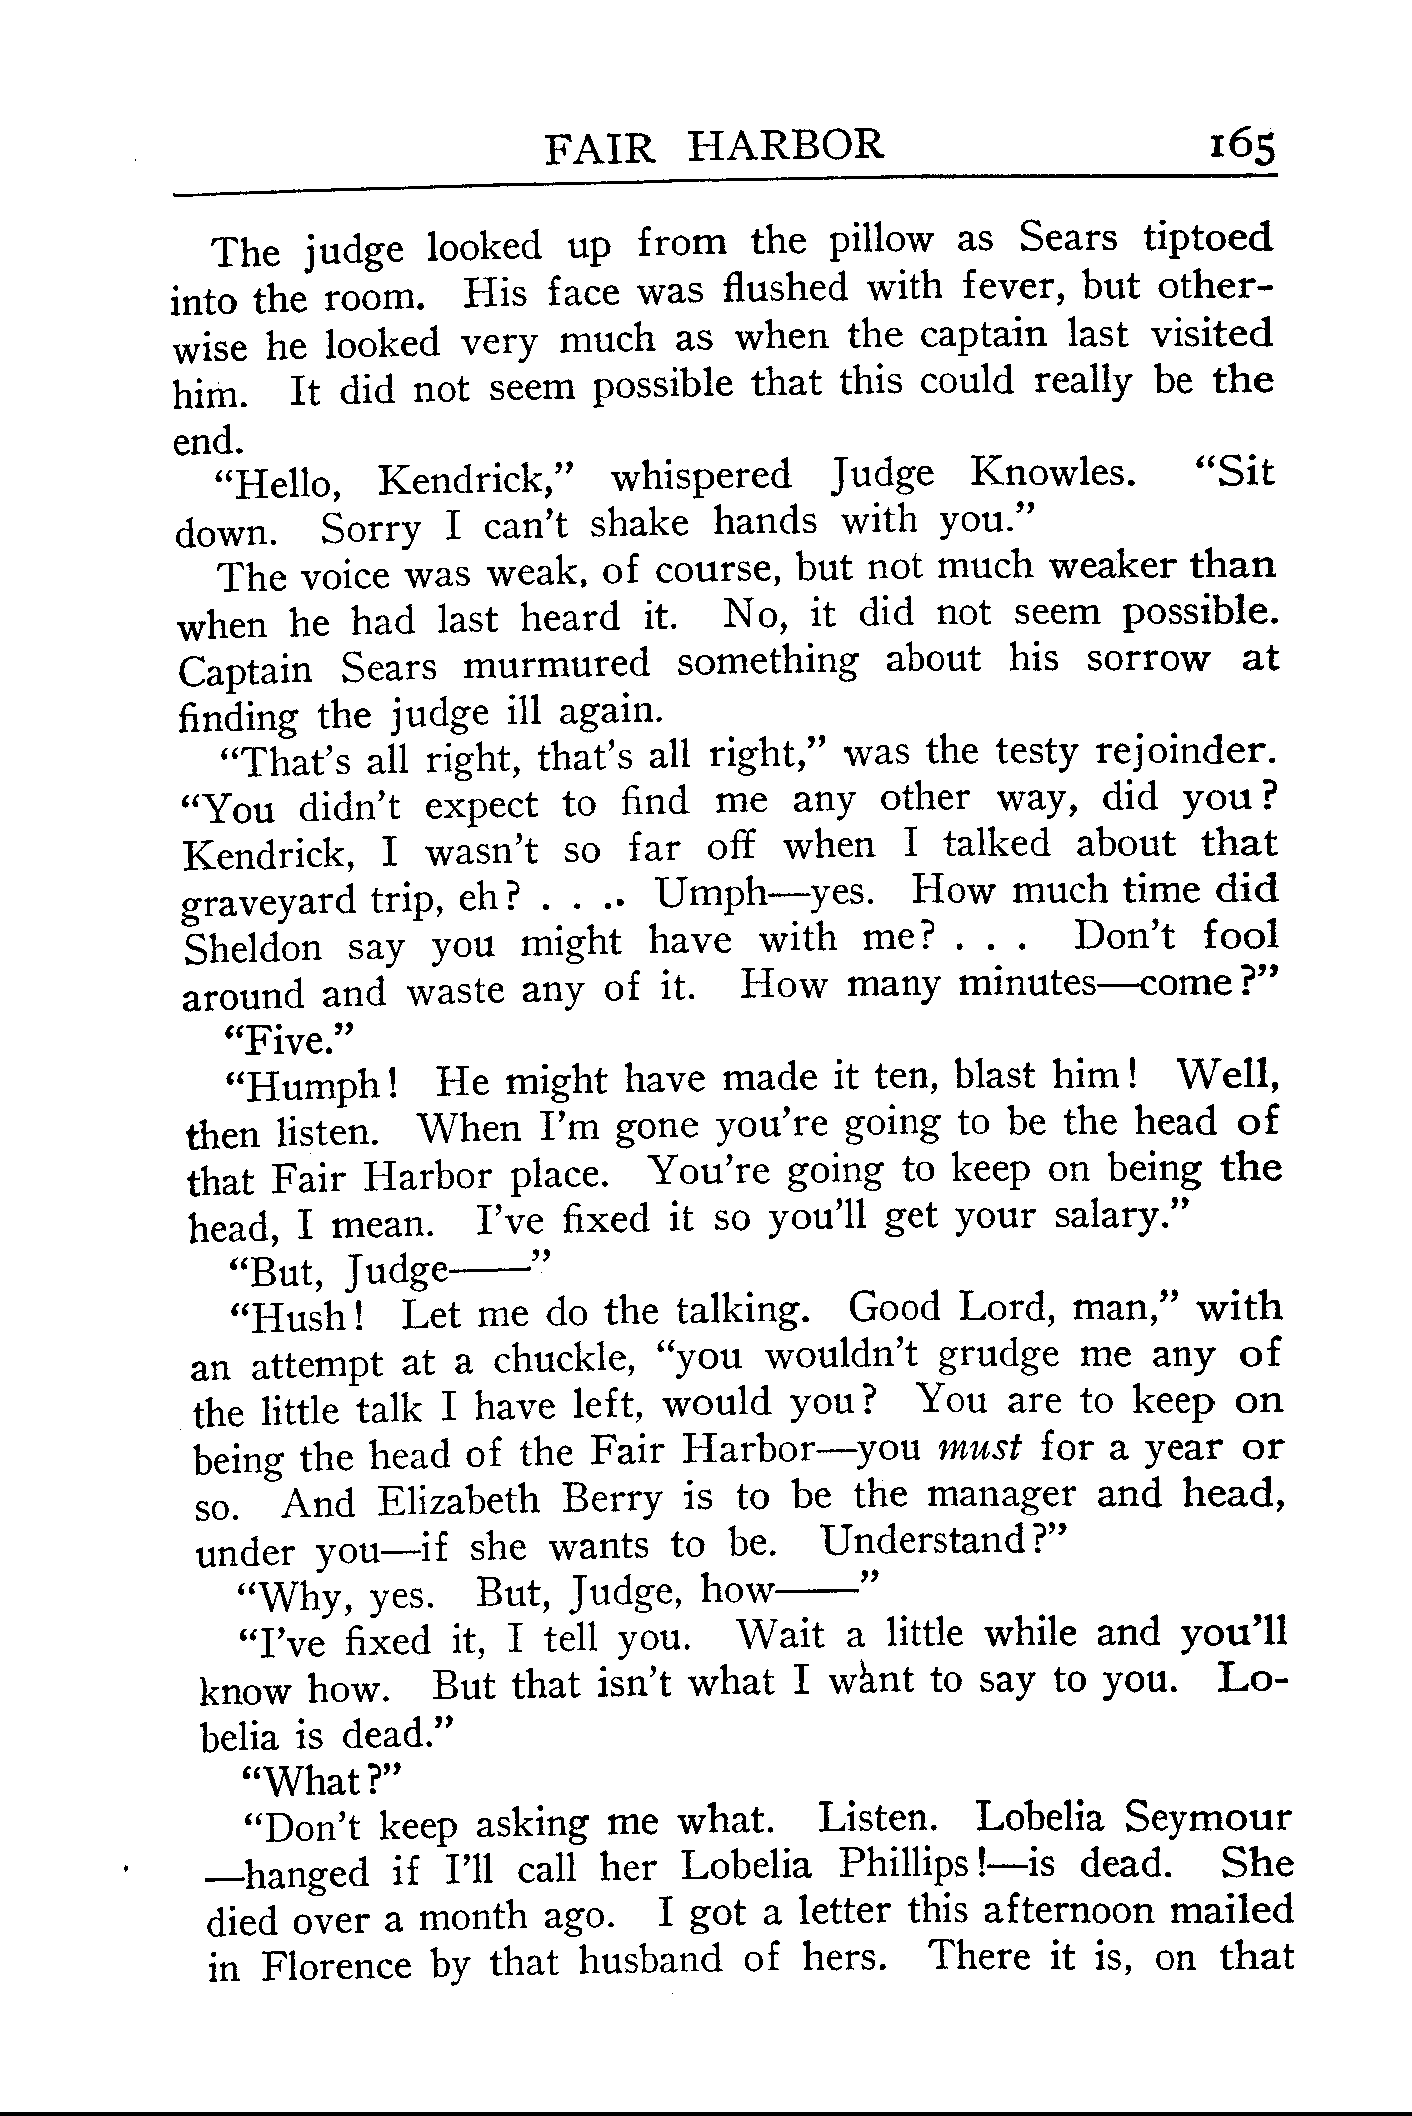 FAIR HARBOR 165
The judge looked up from the pillow as Sears tiptoed
into the room. His face was flushed with fever, but other-
wise he looked very much as when the captain last visited
him. It did not seem possible that this could really be the
end.
“Hello, Kendrick,” whispered Judge Knowles. “Sit
down. Sorry I can’t shake hands with you.”
The voice was weak, of course, but not much weaker than
when he had last heard it. No, it did not seem possible.
Captain Sears murmured something about his sorrow at
finding the judge ill again.
“That’s all right, that’s all right,” was the testy rejoinder.
“You didn’t expect to find me any other way, did you?
Kendrick, I wasn’t so far off when I talked about that
graveyard trip, eh? . . .. Umph—yes. How much time did
Sheldon say you might have with me? . . . Don’t fool
around and waste any of it. How many minutes—come?”
“Five.”
“Humph! He might have made it ten, blast him! Well,
then listen. When I’m gone you’re going to be the head of
that Fair Harbor place. You’re going to keep on being the
head, I mean. I’ve fixed it so you’ll get your salary.”
“But, Judge——”
“Hush! Let me do the talking. Good Lord, man,” with
an attempt at a chuckle, “you wouldn’t grudge me any of
the little talk I have left, would you? You are to keep on
being the head of the Fair Harbor—you must for a year or
so. And Elizabeth Berry is to be the manager and head,
under you—if she wants to be. Understand?”
“Why, yes. But, Judge, how——”
“I’ve fixed it, I tell you. Wait a little while and you’ll
know how. But that isn’t what I want to say to you. Lo-
belia is dead.”
“What?”
“Don’t keep asking me what. Listen. Lobelia Seymour
—hanged if I’ll call her Lobelia Phillips!—is dead. She
died over a month ago. I got a letter this afternoon mailed
in Florence by that husband of hers. There it is, on that